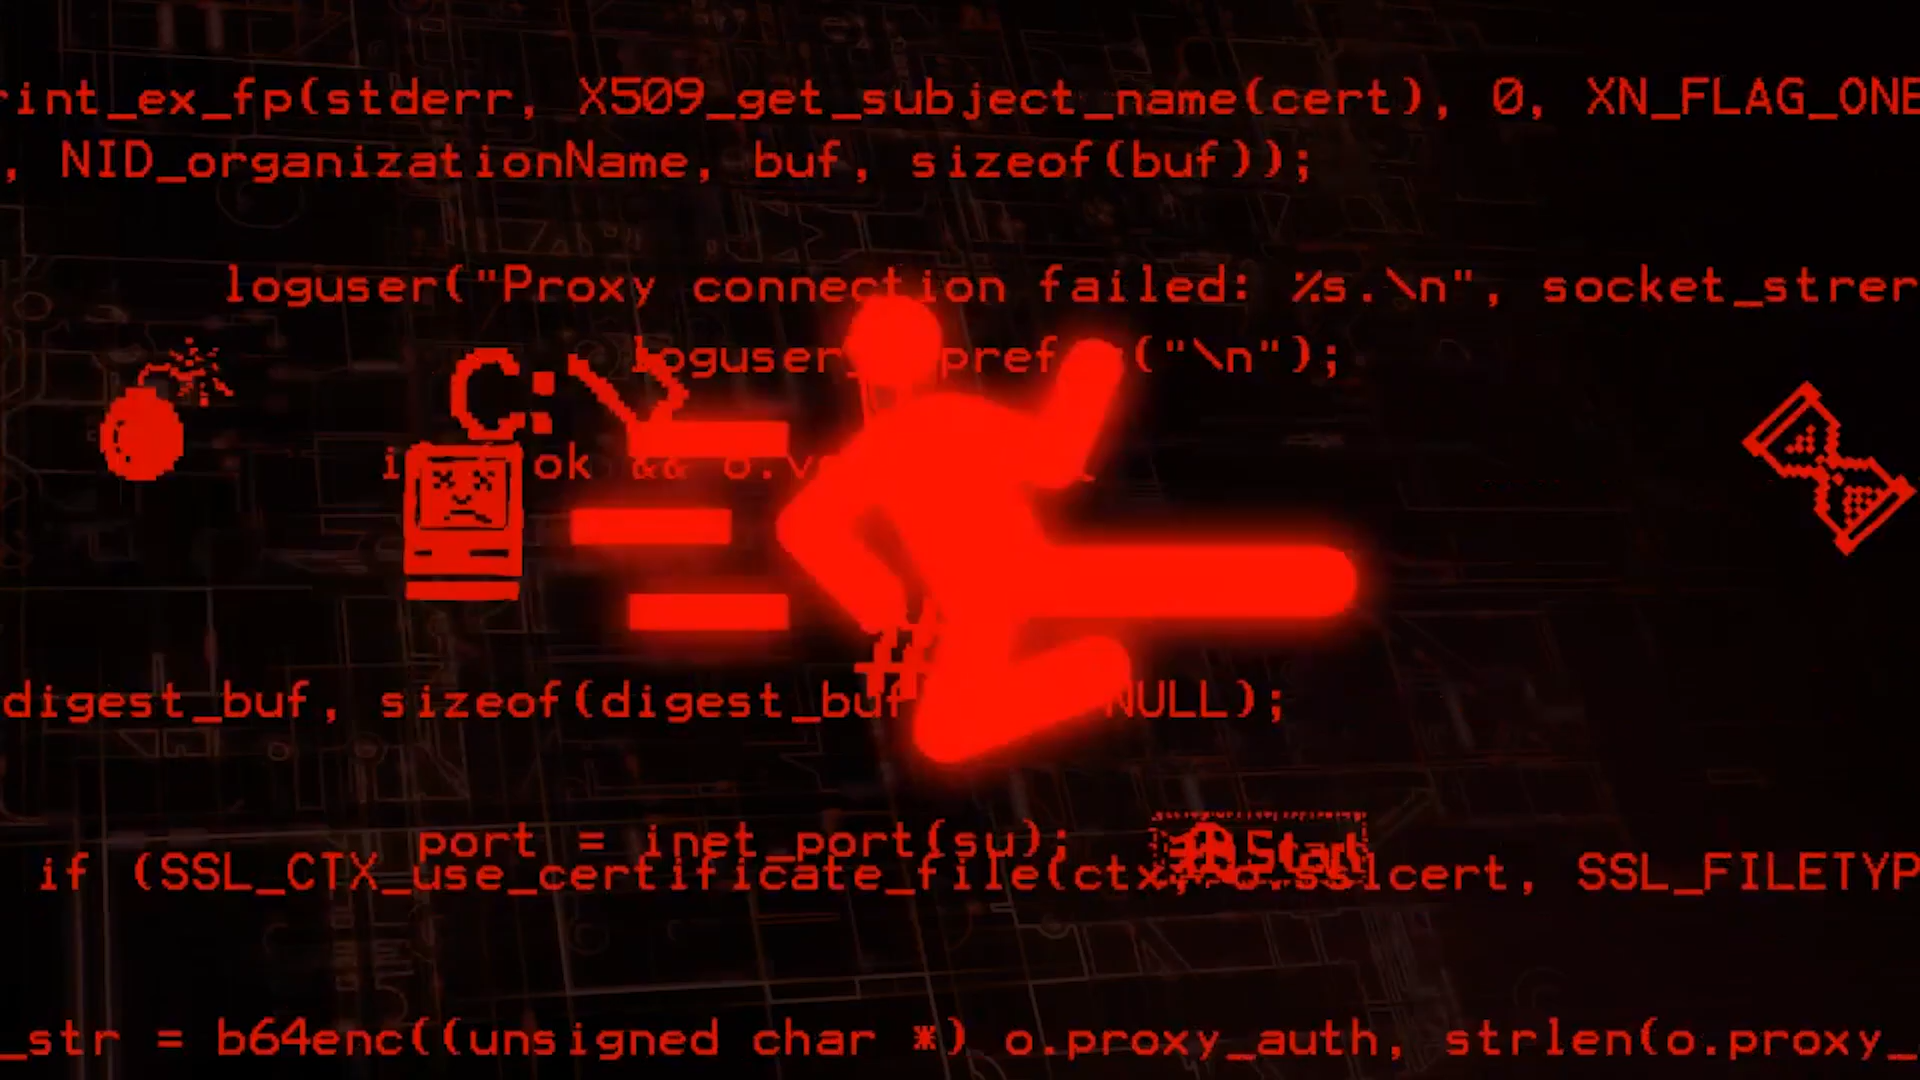 rint_ex_fp(stderr, X509_get_subject_name(cert), 0, XN_FLAG_ONE
, NID_organizationName, buf, sizeof(buf));
loguser("Proxy connection failed: %s.\n", socket_strer
("\n");
C:\>
ok && o.v
#
digest_buf, sizeof(digest_buf NULL);
port = inet_port(su);
Start
if (SSL_CTX_use_certificate_file(ctx, o.sslcert, SSL_FILETYP
_str = b64enc((unsigned char *) o.proxy_auth, strlen(o.proxy_